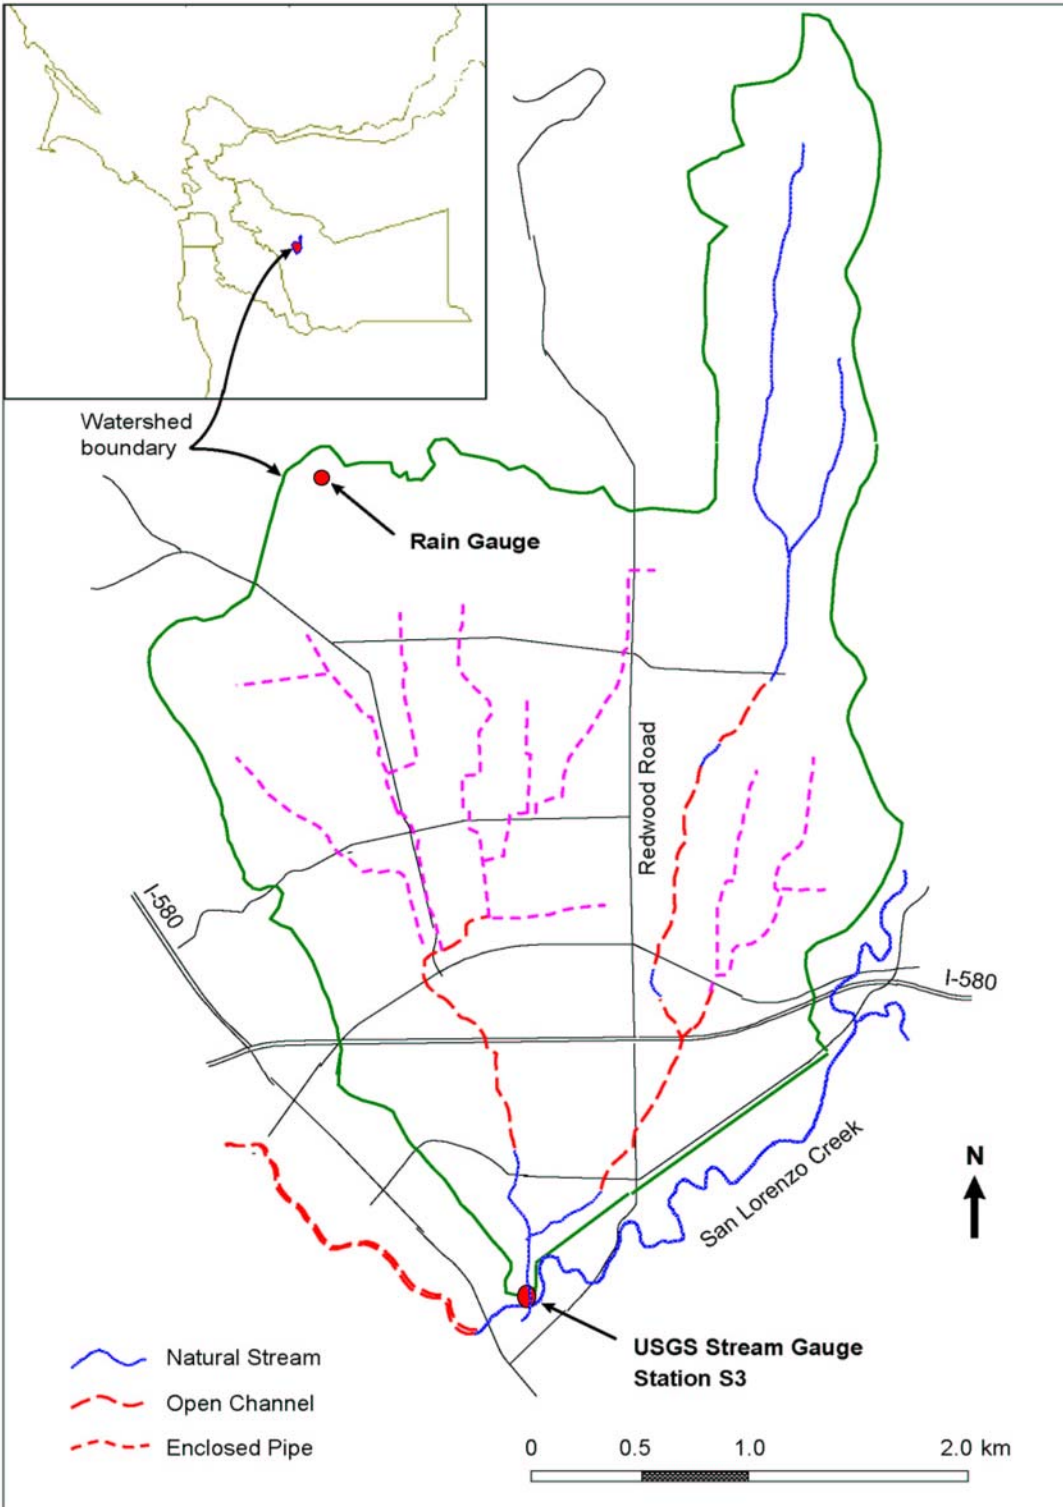 Watershed
boundary
Rain Gauge
Redwood Road
I-580
I-580
San Lorenzo Creek
N
USGS Stream Gauge
Station S3
Natural Stream
Open Channel
Enclosed Pipe
0 0.5 1.0 2.0 km